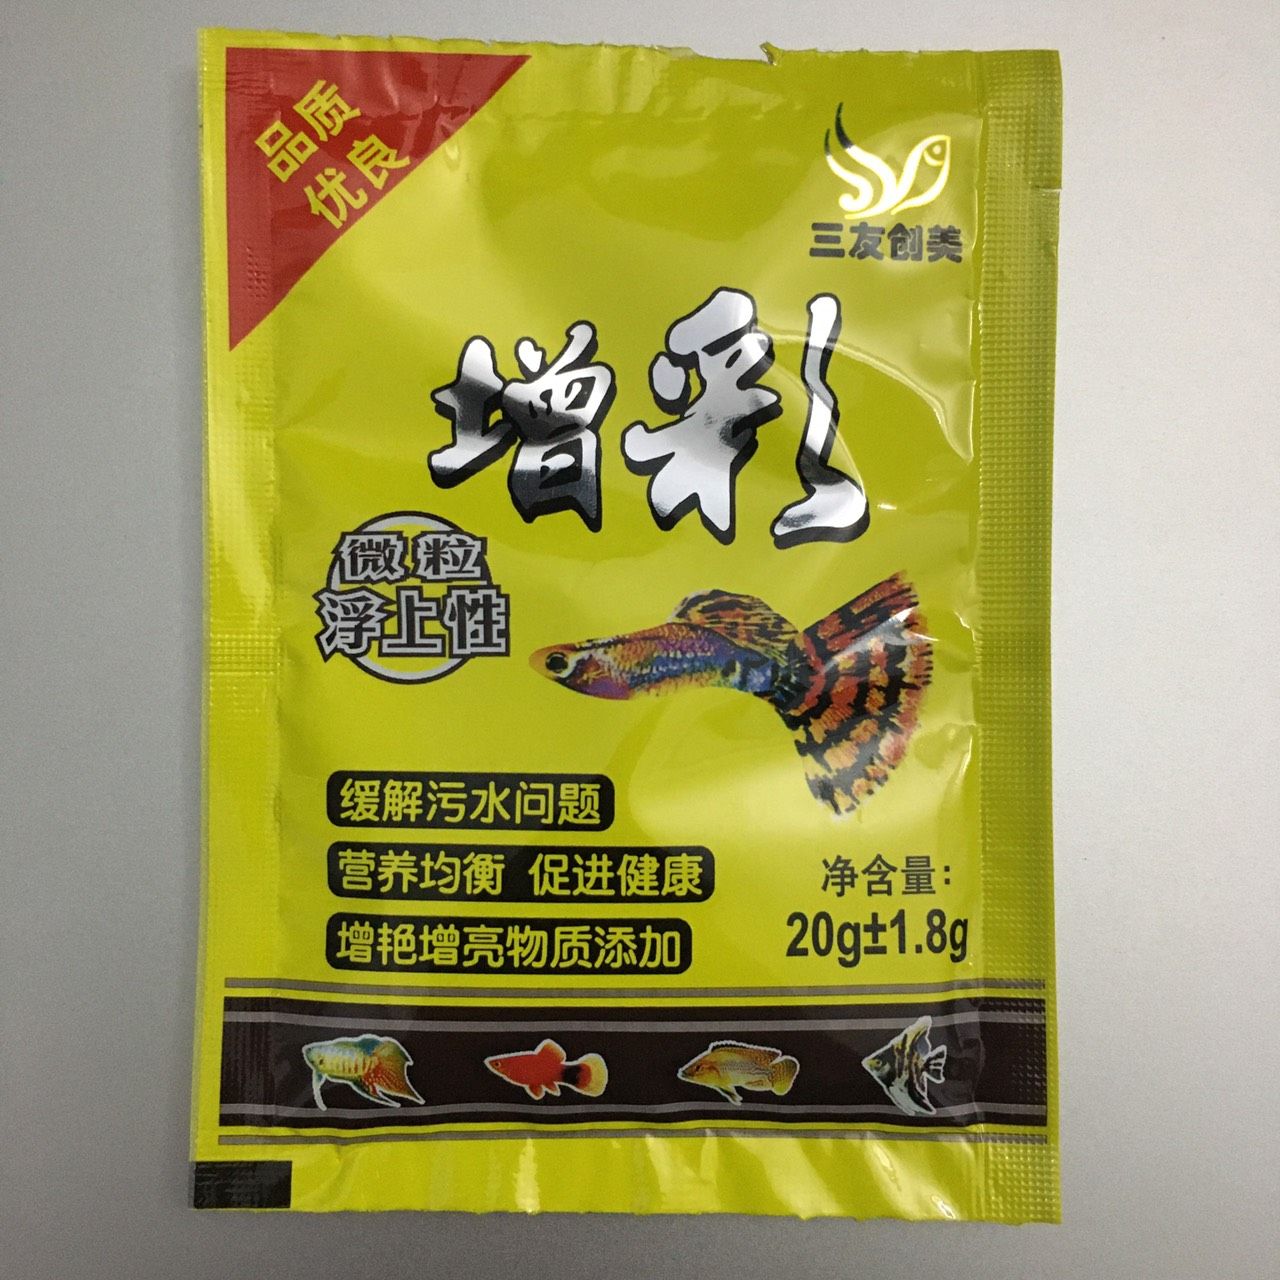 品质
优良
三友创美
增彩
微粒
浮上性
缓解污水问题
营养均衡 促进健康
增艳增亮物质添加
净含量:
20g±1.8g